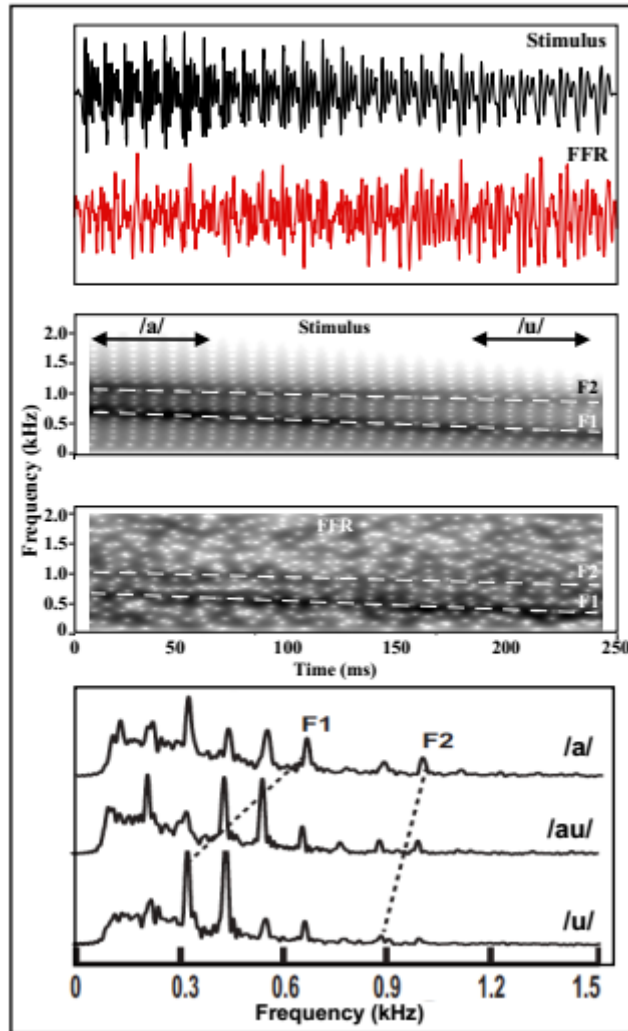 Stimulus
FFR
/a/ Stimulus /u/
2.0
1.5
1.0
0.5
0
F2
F1
Frequency (kHz)
FFR
2.0
1.5
1.0
0.5
0.0
F2
F1
0 50 100 150 200 250
Time (ms)
F1
F2
/a/
/au/
/u/
0 0.3 0.6 0.9 1.2 1.5
Frequency (kHz)